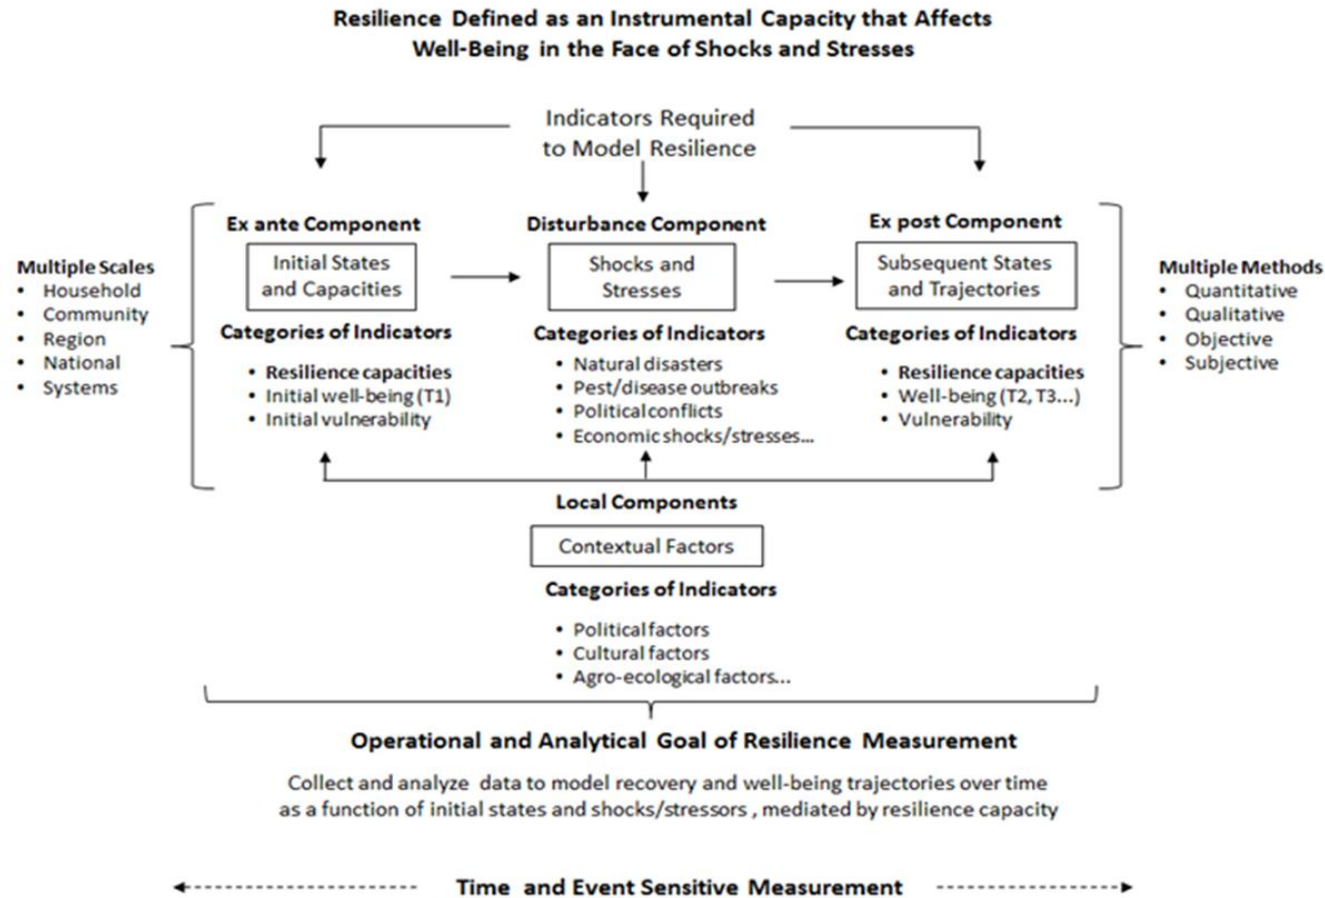 Resilience Defined as an Instrumental Capacity that Affects
Well-Being in the Face of Shocks and Stresses
Indicators Required
to Model Resilience
Multiple Scales
• Household
• Community
• Region
• National
• Systems
Ex ante Component
Initial States
and Capacities
Categories of Indicators
• Resilience capacities
• Initial well-being (T1)
• Initial vulnerability
Disturbance Component
Shocks and
Stresses
Categories of Indicators
• Natural disasters
• Pest/disease outbreaks
• Political conflicts
• Economic shocks/stresses...
Ex post Component
Subsequent States
and Trajectories
Categories of Indicators
• Resilience capacities
• Well-being (T2, T3...)
• Vulnerability
Multiple Methods
• Quantitative
• Qualitative
• Objective
• Subjective
Local Components
Contextual Factors
Categories of Indicators
• Political factors
• Cultural factors
• Agro-ecological factors...
Operational and Analytical Goal of Resilience Measurement
Collect and analyze data to model recovery and well-being trajectories over time
as a function of initial states and shocks/stressors , mediated by resilience capacity
Time and Event Sensitive Measurement